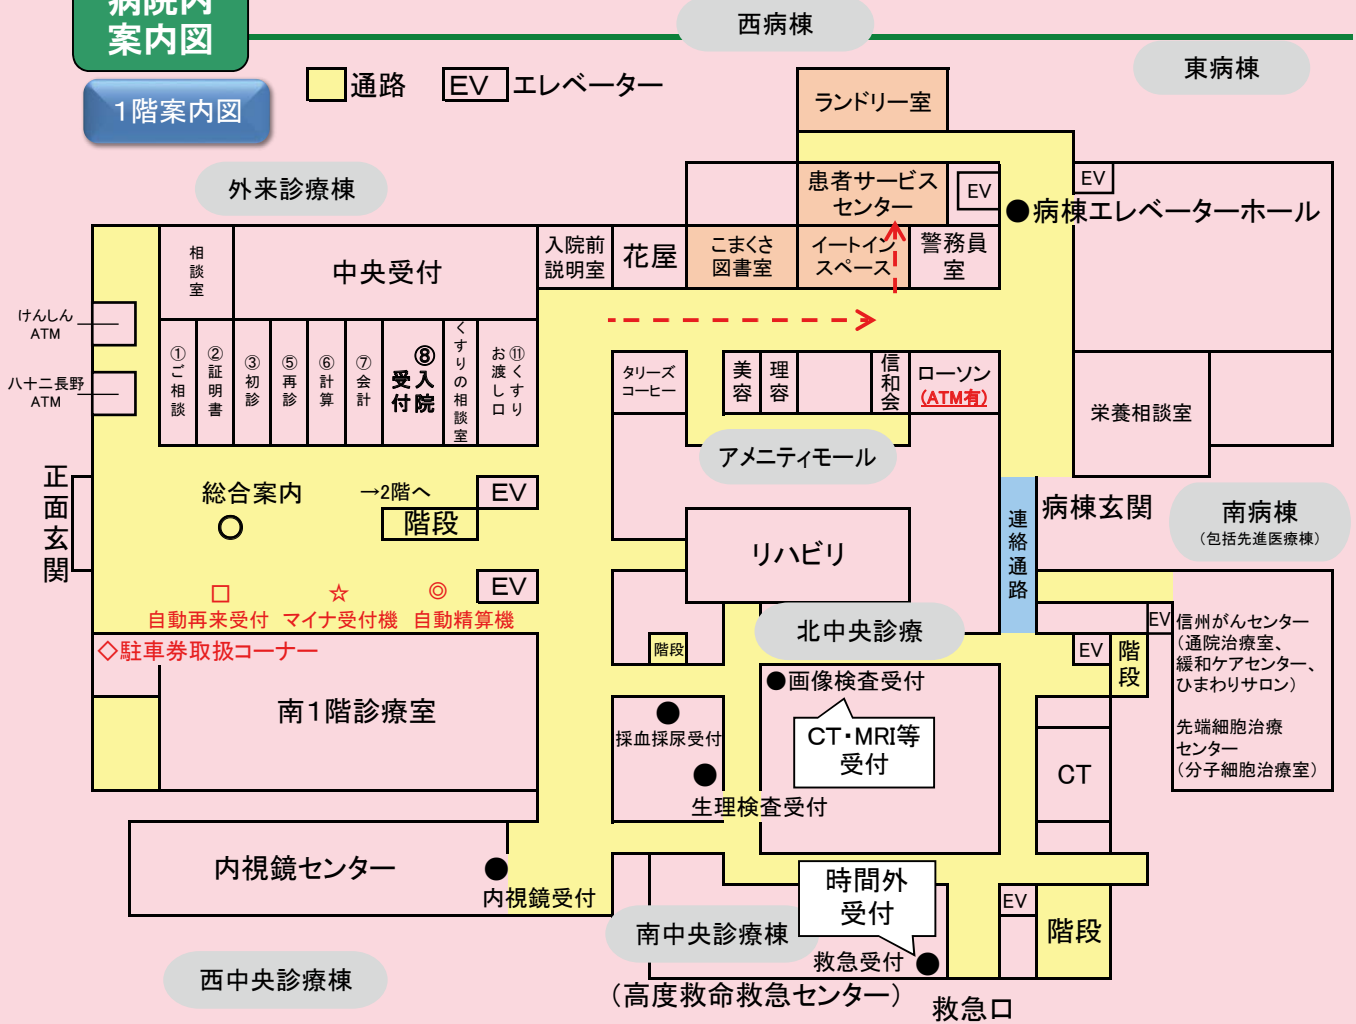 病院内
案内図
1階案内図
通路
EV エレベーター
西病棟
東病棟
外来診療棟
ランドリー室
患者サービス
センター
EV
EV
●病棟エレベーターホール
相談室
中央受付
入院前
説明室
花屋
こまくさ
図書室
イートイン
スペース
警務員
室
けんしん
ATM
八十二長野
ATM
①ご相談
②証明書
③初診
⑤再診
⑥計算
⑦会計
⑧入院
受付
くすりの相談室
⑪くすり
お渡し口
タリーズ
コーヒー
美容
理容
信和会
ローソン
(ATM有)
栄養相談室
アメニティモール
正面玄関
総合案内
○
→2階へ
階段
EV
EV
□
自動再来受付
☆
マイナ受付機
◎
自動精算機
◇駐車券取扱コーナー
リハビリ
連絡通路
病棟玄関
南病棟
(包括先進医療棟)
北中央診療
階段
EV
EV
階段
信州がんセンター
(通院治療室、
緩和ケアセンター、
ひまわりサロン)
先端細胞治療
センター
(分子細胞治療室)
南1階診療室
●
採血採尿受付
●
生理検査受付
●画像検査受付
CT・MRI等
受付
CT
内視鏡センター
●
内視鏡受付
時間外
受付
南中央診療棟
救急受付 ●
EV
階段
西中央診療棟
(高度救命救急センター)
救急口